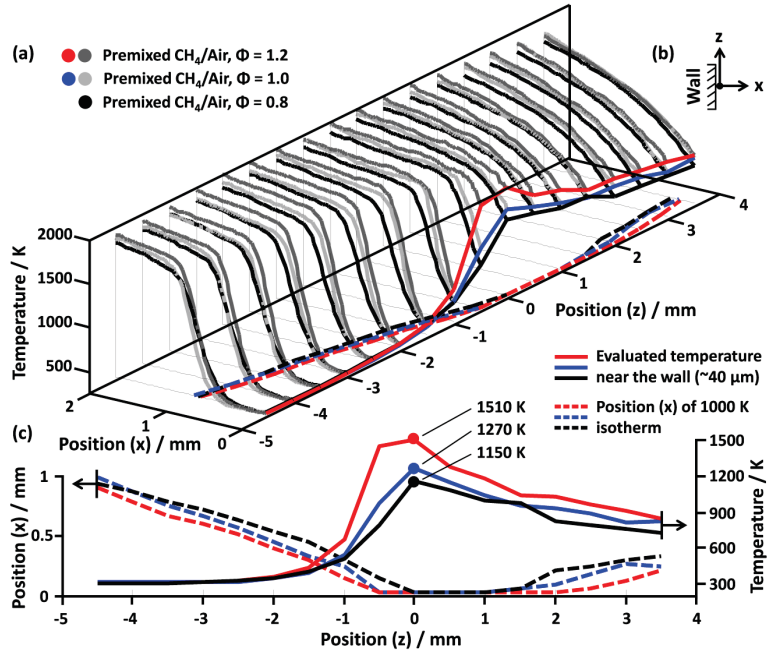 (a)
Premixed CH₄/Air, Φ = 1.2
Premixed CH₄/Air, Φ = 1.0
Premixed CH₄/Air, Φ = 0.8
(b)
z
Wall
x
Temperature / K
2000
1500
1000
500
2
1
0
Position (x) / mm
-5
-4
-3
-2
-1
0
1
2
3
4
Position (z) / mm
Evaluated temperature
near the wall (~40 µm)
Position (x) of 1000 K
isotherm
(c)
1510 K
1270 K
1150 K
Position (x) / mm
1
0.5
0
1500
1200
900
600
300
Temperature / K
-5
-4
-3
-2
-1
0
1
2
3
4
Position (z) / mm